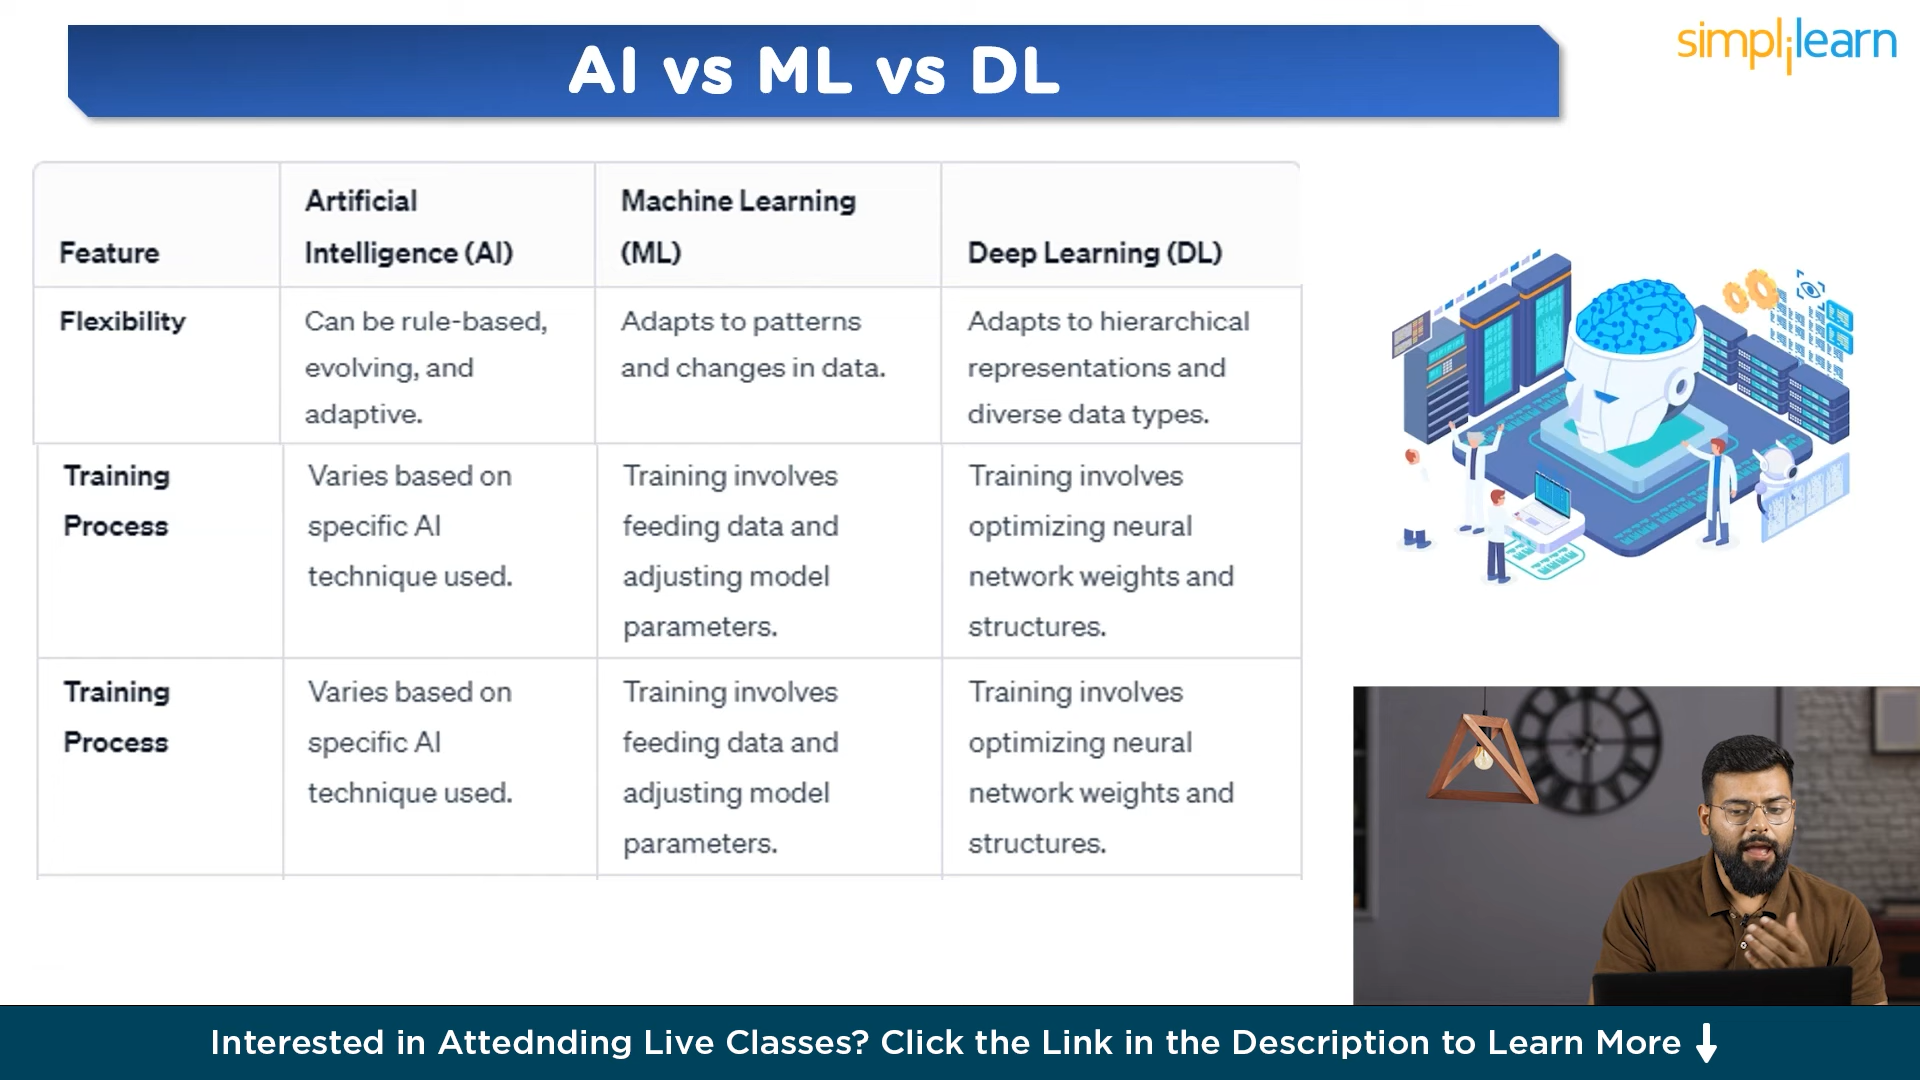 AI vs ML vs DL
simplilearn
Feature
Artificial
Intelligence (AI)
Machine Learning
(ML)
Deep Learning (DL)
Flexibility
Can be rule-based,
evolving, and
adaptive.
Adapts to patterns
and changes in data.
Adapts to hierarchical
representations and
diverse data types.
Training
Process
Varies based on
specific AI
technique used.
Training involves
feeding data and
adjusting model
parameters.
Training involves
optimizing neural
network weights and
structures.
Training
Process
Varies based on
specific AI
technique used.
Training involves
feeding data and
adjusting model
parameters.
Training involves
optimizing neural
network weights and
structures.
Interested in Attednding Live Classes? Click the Link in the Description to Learn More